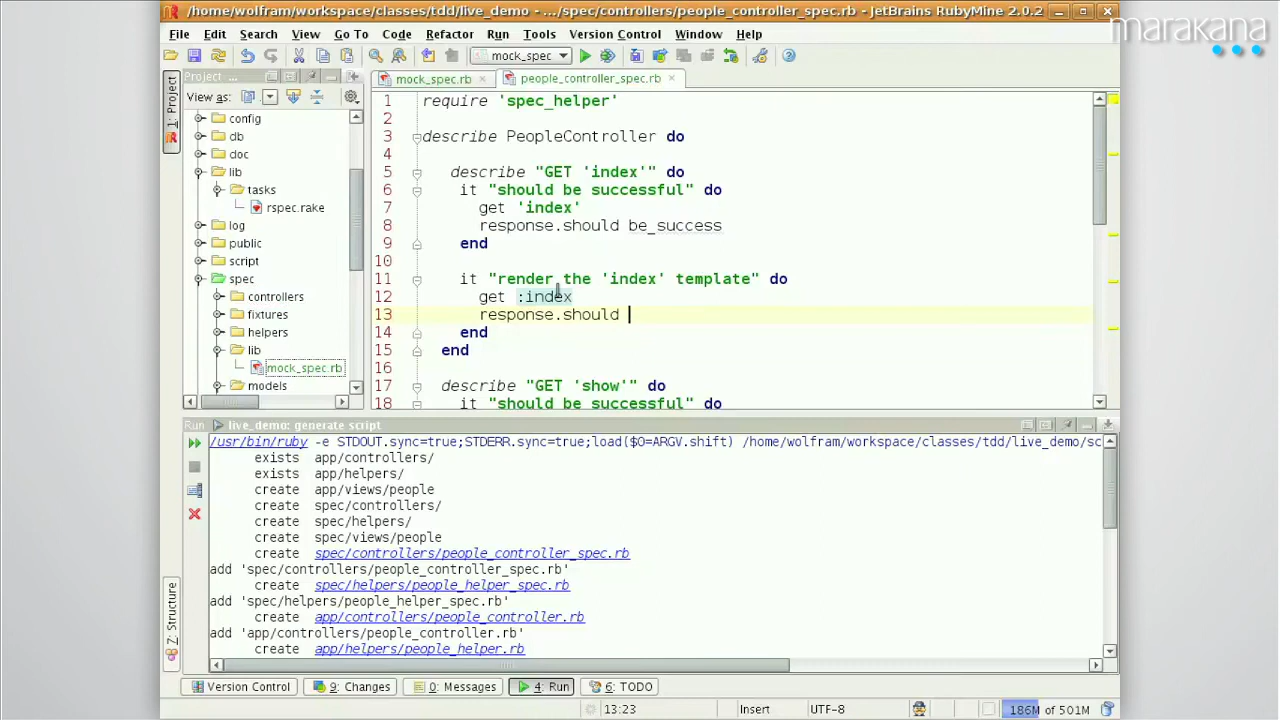 /home/wolfram/workspace/classes/tdd/live_demo - .../spec/controllers/people_controller_spec.rb - JetBrains RubyMine 2.0.2
marakana
File Edit Search View Go To Code Refactor Run Tools Version Control Window Help
mock_spec
1: Project
Project ...
mock_spec.rb
people_controller_spec.rb
View as:
config
db
doc
lib
tasks
rspec.rake
log
public
script
spec
controllers
fixtures
helpers
lib
mock_spec.rb
models
1 require 'spec_helper'
2
3 describe PeopleController do
4
5 describe "GET 'index'" do
6 it "should be successful" do
7 get 'index'
8 response.should be_success
9 end
10
11 it "render the 'index' template" do
12 get :index
13 response.should
14 end
15 end
16
17 describe "GET 'show'" do
18 it "should be successful" do
Run live_demo: generate script
/usr/bin/ruby -e STDOUT.sync=true;STDERR.sync=true;load($0=ARGV.shift) /home/wolfram/workspace/classes/tdd/live_demo/sc
exists app/controllers/
exists app/helpers/
create app/views/people
create spec/controllers/
create spec/helpers/
create spec/views/people
create spec/controllers/people_controller_spec.rb
add 'spec/controllers/people_controller_spec.rb'
create spec/helpers/people_helper_spec.rb
add 'spec/helpers/people_helper_spec.rb'
create app/controllers/people_controller.rb
add 'app/controllers/people_controller.rb'
create app/helpers/people_helper.rb
Z: Structure
Version Control 9: Changes 0: Messages 4: Run 6: TODO
13:23 Insert UTF-8 186M of 501M